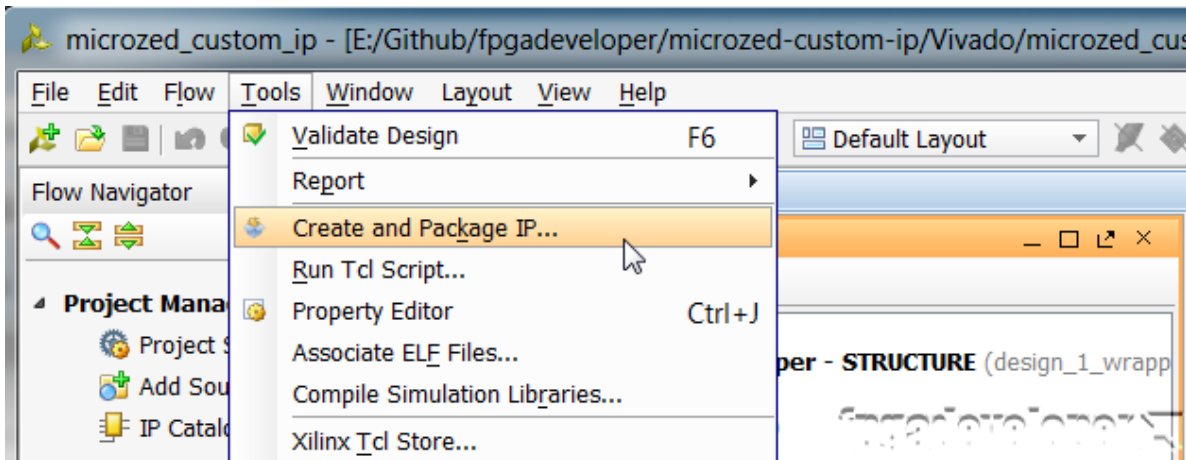 microzed_custom_ip - [E:/Github/fpgadeveloper/microzed-custom-ip/Vivado/microzed_cus
File Edit Flow Tools Window Layout View Help
Validate Design F6
Default Layout
Report
Flow Navigator
Create and Package IP...
Run Tcl Script...
Project Mana
Property Editor Ctrl+J
Project S
Associate ELF Files...
per - STRUCTURE (design_1_wrapp
Add Sou
Compile Simulation Libraries...
fpgadeveloper
IP Catalo
Xilinx Tcl Store...